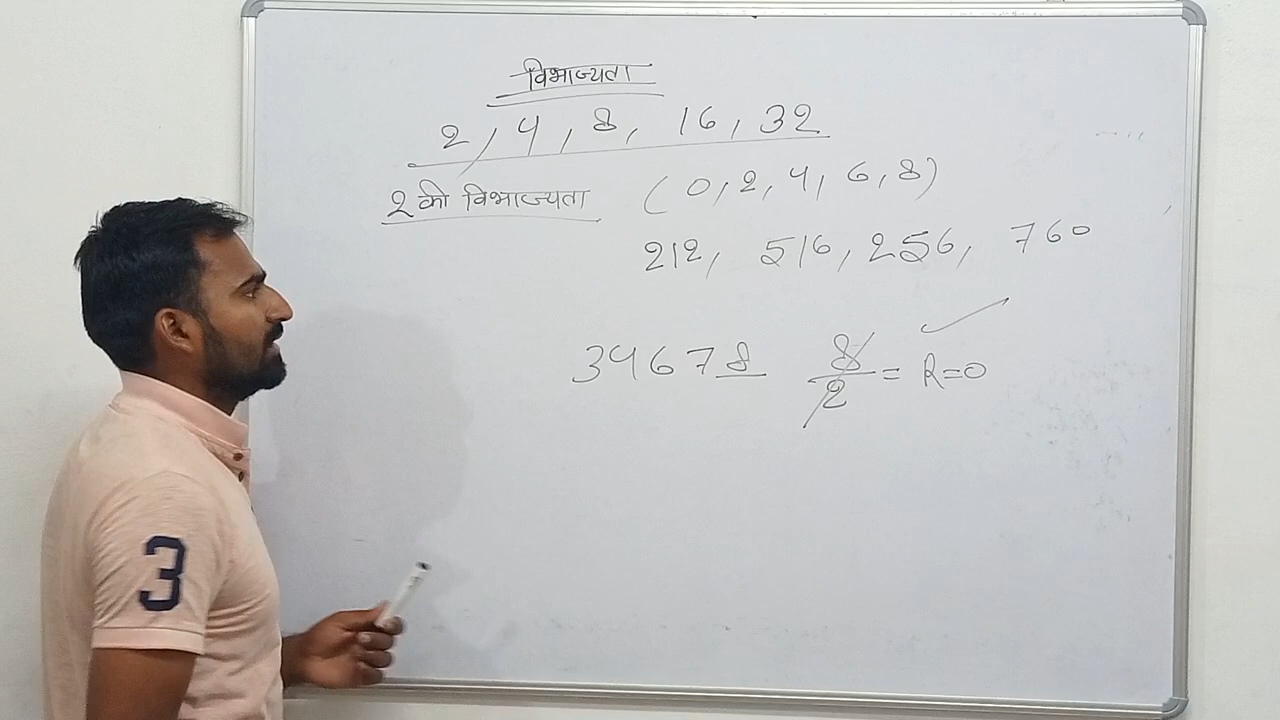 विभाज्यता
2, 4, 8, 16, 32
2 की विभाज्यता (0, 2, 4, 6, 8)
212, 516, 256, 760
34678 8/2 = R=0
3